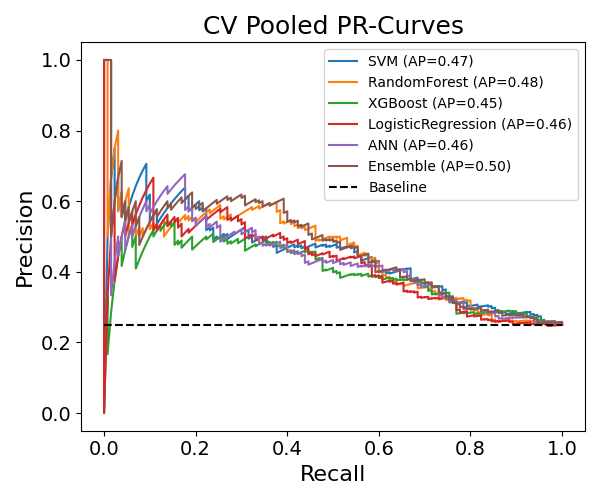 CV Pooled PR-Curves
SVM (AP=0.47)
RandomForest (AP=0.48)
XGBoost (AP=0.45)
LogisticRegression (AP=0.46)
ANN (AP=0.46)
Ensemble (AP=0.50)
Baseline
Precision
1.0
0.8
0.6
0.4
0.2
0.0
0.0 0.2 0.4 0.6 0.8 1.0
Recall